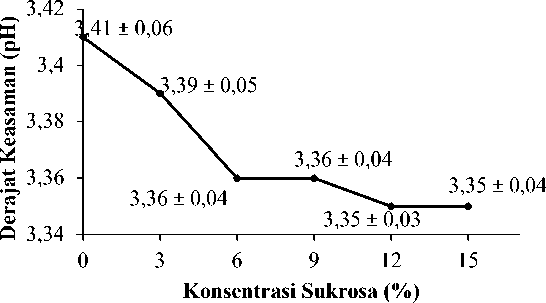 3,42
3,41 ± 0,06
3,4
3,39 ± 0,05
3,38
3,36 ± 0,04
3,36
3,35 ± 0,04
3,36 ± 0,04
3,35 ± 0,03
3,34
0 3 6 9 12 15
Konsentrasi Sukrosa (%)
Derajat Keasaman (pH)